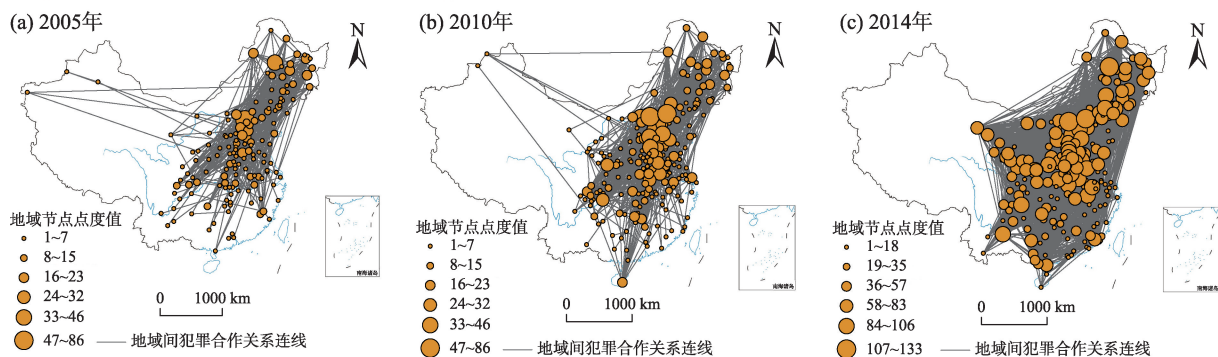 (a) 2005年
N
地域节点点度值
1~7
8~15
16~23
24~32
33~46
47~86
0 1000 km
地域间犯罪合作关系连线
南海诸岛
(b) 2010年
N
地域节点点度值
1~7
8~15
16~23
24~32
33~46
47~86
0 1000 km
地域间犯罪合作关系连线
南海诸岛
(c) 2014年
N
地域节点点度值
1~18
19~35
36~57
58~83
84~106
107~133
0 1000 km
地域间犯罪合作关系连线
南海诸岛